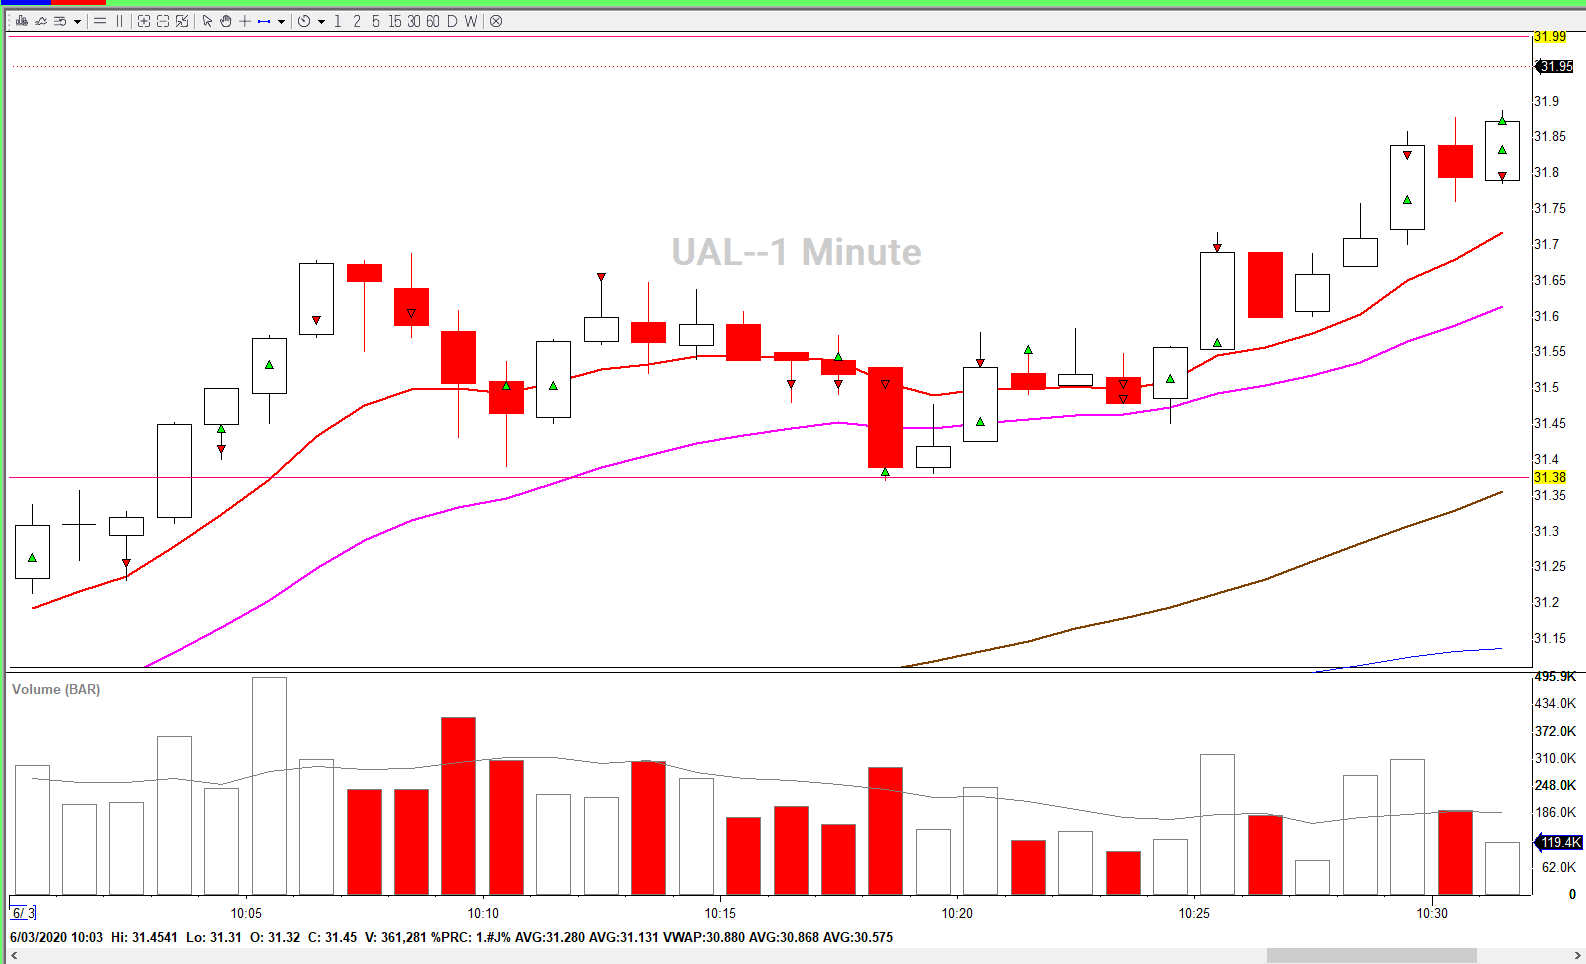 1 2 5 15 30 60 D W
31.99
31.95
31.9
31.85
31.8
UAL--1 Minute
31.75
31.7
31.65
31.6
31.55
31.5
31.45
31.4
31.38
31.35
31.3
31.25
31.2
31.15
495.9K
Volume (BAR)
434.0K
372.0K
310.0K
248.0K
186.0K
119.4K
62.0K
0
6/ 3 10:05 10:10 10:15 10:20 10:25 10:30
6/03/2020 10:03 Hi: 31.4541 Lo: 31.31 O: 31.32 C: 31.45 V: 361,281 %PRC: 1.#J% AVG:31.280 AVG:31.131 VWAP:30.880 AVG:30.868 AVG:30.575